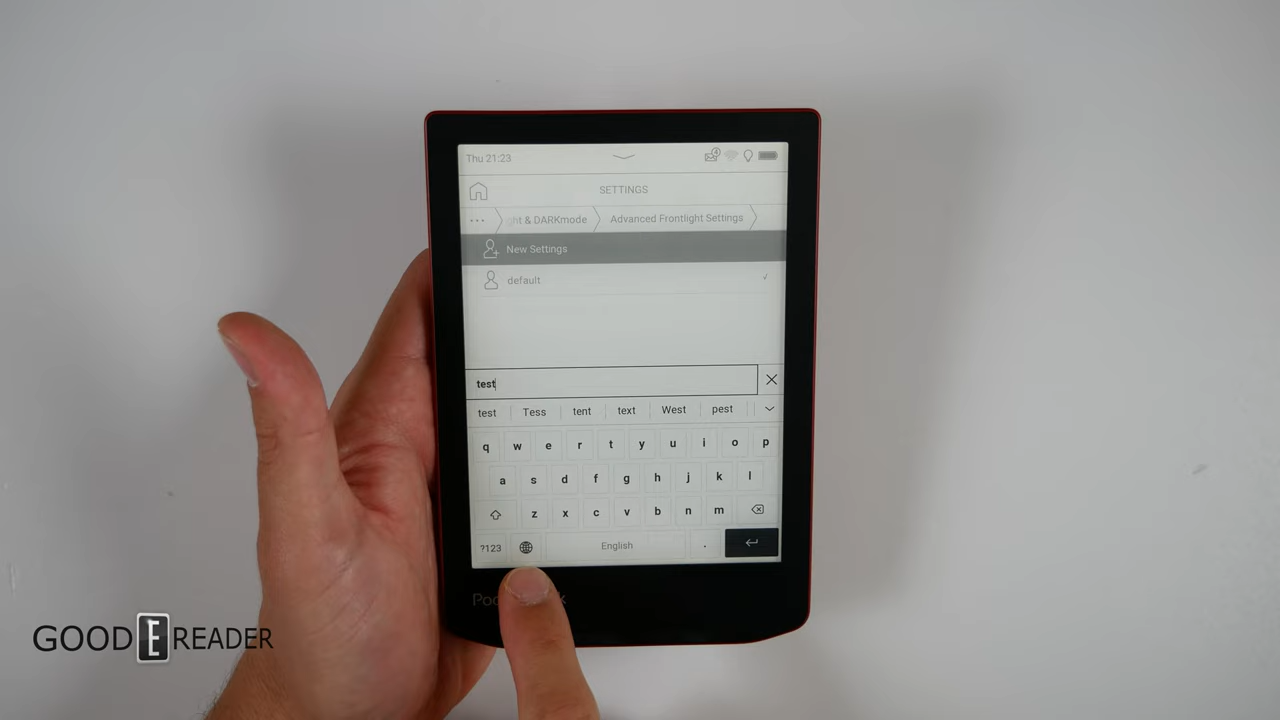 Thu 21:23
4
SETTINGS
... ght & DARKmode Advanced Frontlight Settings
New Settings
default
test
test Tess tent text West pest
q w e r t y u i o p
a s d f g h j k l
z x c v b n m
?123 English .
GOOD E READER